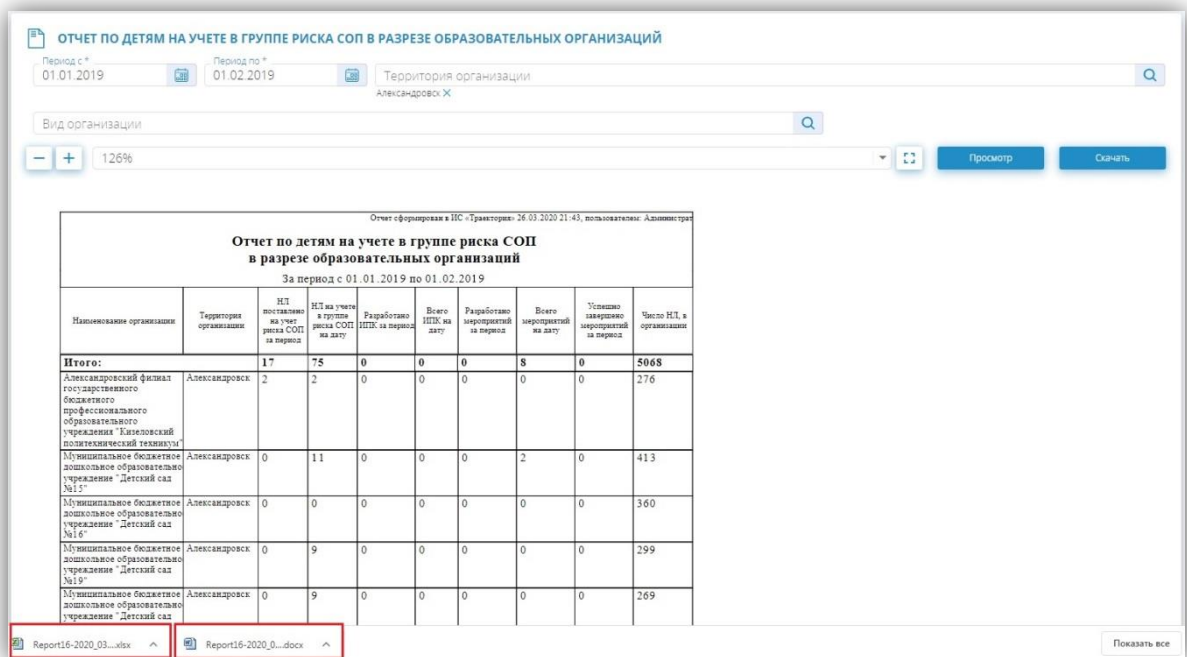 ОТЧЕТ ПО ДЕТЯМ НА УЧЕТЕ В ГРУППЕ РИСКА СОП В РАЗРЕЗЕ ОБРАЗОВАТЕЛЬНЫХ ОРГАНИЗАЦИЙ
Период с *
01.01.2019
Период по *
01.02.2019
Территория организации
Александровск X
Вид организации
− + 126%
Просмотр
Скачать
Отчет сформирован в ИС «Траектория» 26.03.2020 21:43, пользователем: Администрат
Отчет по детям на учете в группе риска СОП
в разрезе образовательных организаций
За период с 01.01.2019 по 01.02.2019
Наименование организации
Территория
организации
НЛ
поставлено
на учет
риска СОП
за период
НЛ на учете
в группе
риска СОП
на дату
Разработано
ИПК за период
Всего
ИПК на
дату
Разработано
мероприятий
за период
Всего
мероприятий
на дату
Успешно
завершено
мероприятий
за период
Число НЛ, в
организации
Итого: 17 75 0 0 0 8 0 5068
Александровский филиал
государственного
бюджетного
профессионального
образовательного
учреждения "Кизеловский
политехнический техникум"
Александровск 2 2 0 0 0 0 0 276
Муниципальное бюджетное
дошкольное образовательно
учреждение "Детский сад
№15"
Александровск 0 11 0 0 0 2 0 413
Муниципальное бюджетное
дошкольное образовательно
учреждение "Детский сад
№16"
Александровск 0 0 0 0 0 0 0 360
Муниципальное бюджетное
дошкольное образовательно
учреждение "Детский сад
№19"
Александровск 0 9 0 0 0 0 0 299
Муниципальное бюджетное
дошкольное образовательно
учреждение "Детский сад
Александровск 0 9 0 0 0 0 0 269
Report16-2020_03....xlsx
Report16-2020_0....docx
Показать все